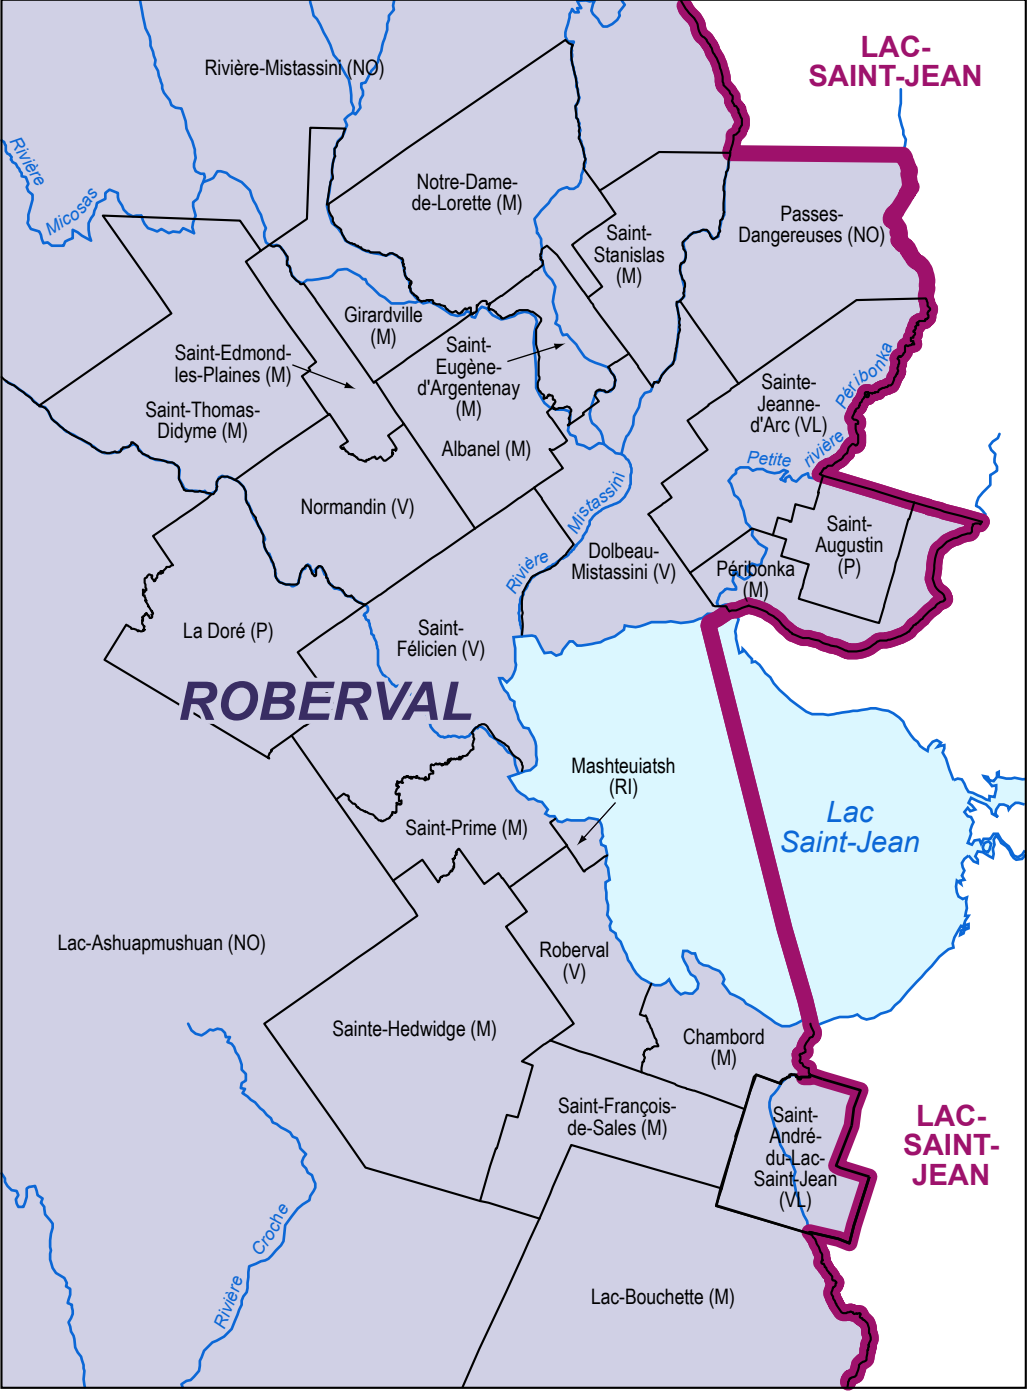 LAC-
SAINT-JEAN
Rivière-Mistassini (NO)
Rivière
Micosas
Notre-Dame-
de-Lorette (M)
Passes-
Dangereuses (NO)
Saint-
Stanislas
(M)
Girardville
(M)
Saint-
Eugène-
d'Argentenay
(M)
Saint-Edmond-
les-Plaines (M)
Saint-Thomas-
Didyme (M)
Sainte-
Jeanne-
d'Arc (VL)
Petite rivière Péribonka
Albanel (M)
Normandin (V)
Rivière Mistassini
Saint-
Augustin
(P)
Dolbeau-
Mistassini (V)
Péribonka
(M)
La Doré (P)
Saint-
Félicien (V)
ROBERVAL
Mashteuiatsh
(RI)
Saint-Prime (M)
Lac
Saint-Jean
Lac-Ashuapmushuan (NO)
Roberval
(V)
Sainte-Hedwidge (M)
Chambord
(M)
Saint-François-
de-Sales (M)
Saint-
André-
du-Lac-
Saint-Jean
(VL)
LAC-
SAINT-
JEAN
Rivière Croche
Lac-Bouchette (M)